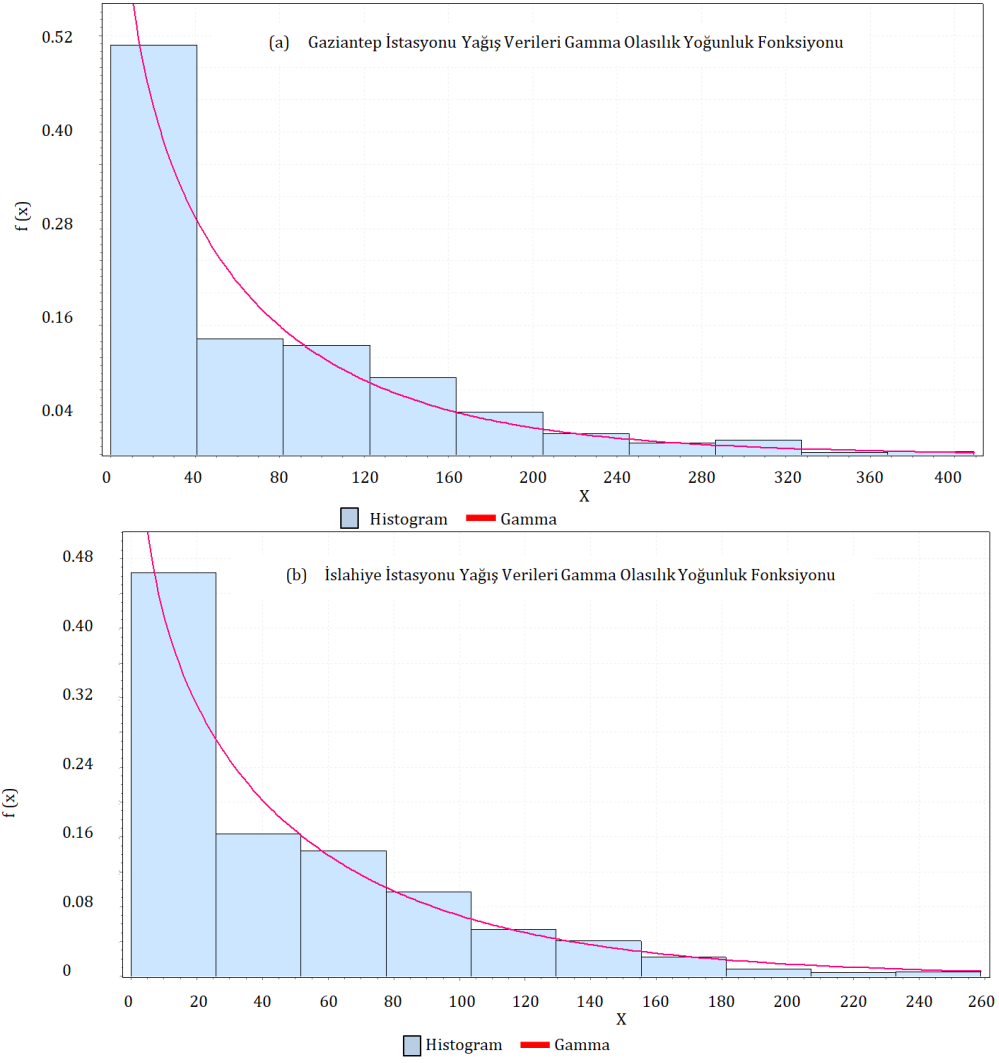 (a) Gaziantep İstasyonu Yağış Verileri Gamma Olasılık Yoğunluk Fonksiyonu
0.52
0.40
0.28
0.16
0.04
f (x)
0 40 80 120 160 200 240 280 320 360 400
X
Histogram Gamma
(b) İslahiye İstasyonu Yağış Verileri Gamma Olasılık Yoğunluk Fonksiyonu
0.48
0.40
0.32
0.24
0.16
0.08
0
f (x)
0 20 40 60 80 100 120 140 160 180 200 220 240 260
X
Histogram Gamma